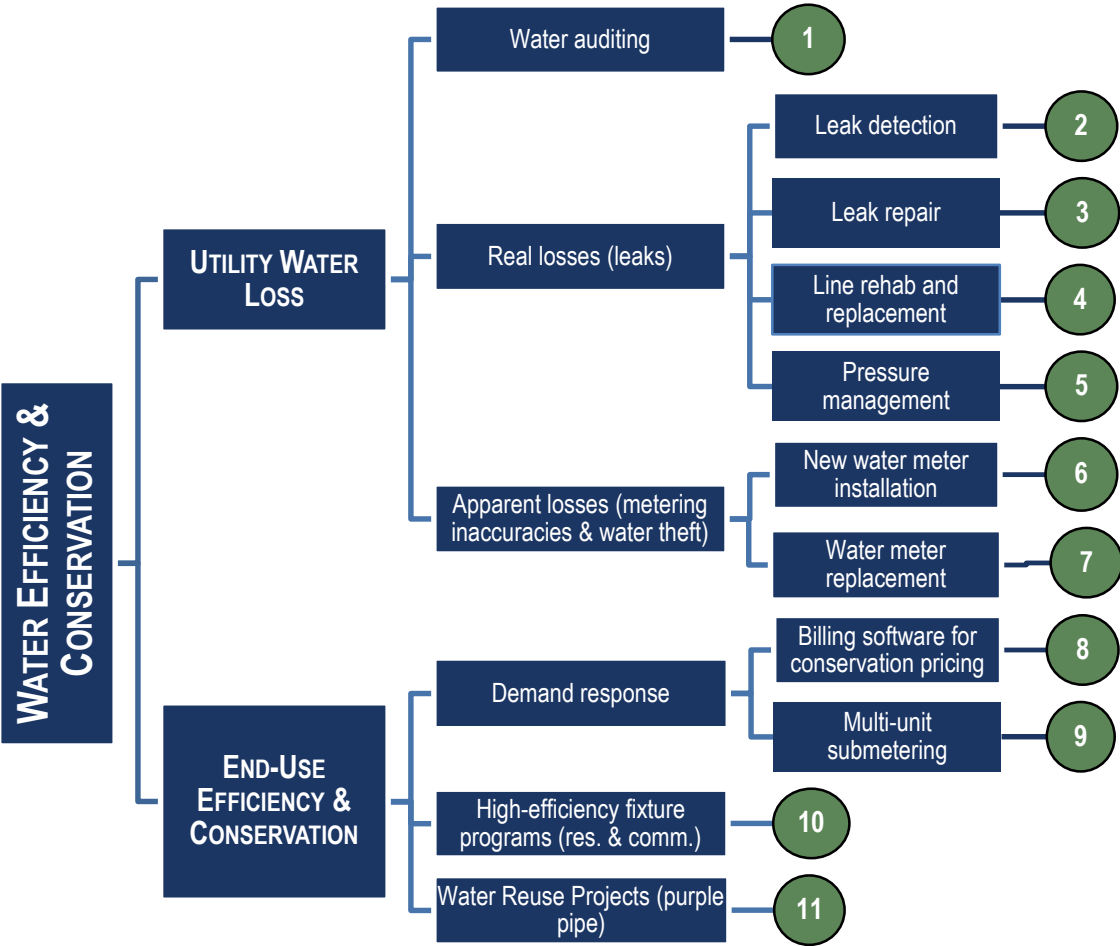 WATER EFFICIENCY &
CONSERVATION
UTILITY WATER
LOSS
Water auditing
1
Real losses (leaks)
Leak detection
2
Leak repair
3
Line rehab and
replacement
4
Pressure
management
5
Apparent losses (metering
inaccuracies & water theft)
New water meter
installation
6
Water meter
replacement
7
END-USE
EFFICIENCY &
CONSERVATION
Demand response
Billing software for
conservation pricing
8
Multi-unit
submetering
9
High-efficiency fixture
programs (res. & comm.)
10
Water Reuse Projects (purple
pipe)
11